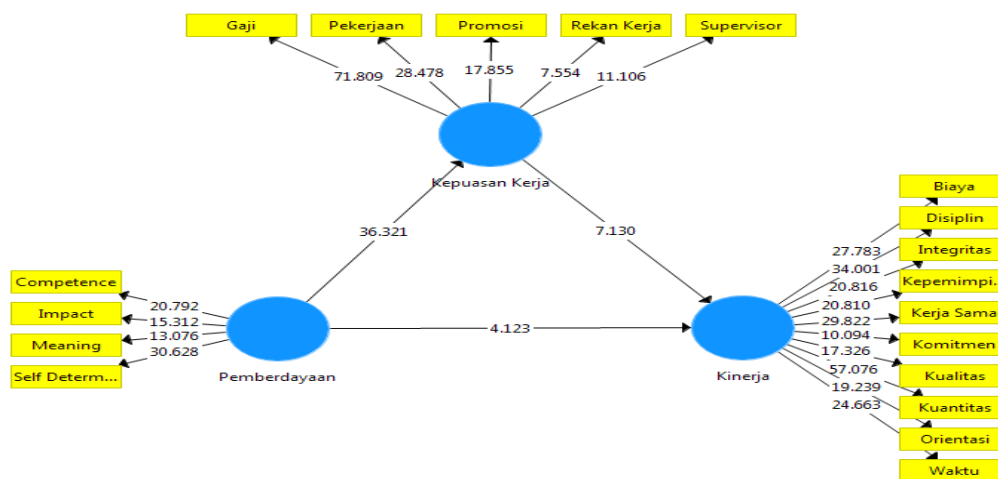 Gaji
Pekerjaan
Promosi
Rekan Kerja
Supervisor
71.809
28.478
17.855
7.554
11.106
Kepuasan Kerja
36.321
7.130
Competence
Impact
Meaning
Self Determ...
20.792
15.312
13.076
30.628
Pemberdayaan
4.123
Kinerja
27.783
34.001
20.816
20.810
29.822
10.094
17.326
57.076
19.239
24.663
Biaya
Disiplin
Integritas
Kepemimpi...
Kerja Sama
Komitmen
Kualitas
Kuantitas
Orientasi
Waktu